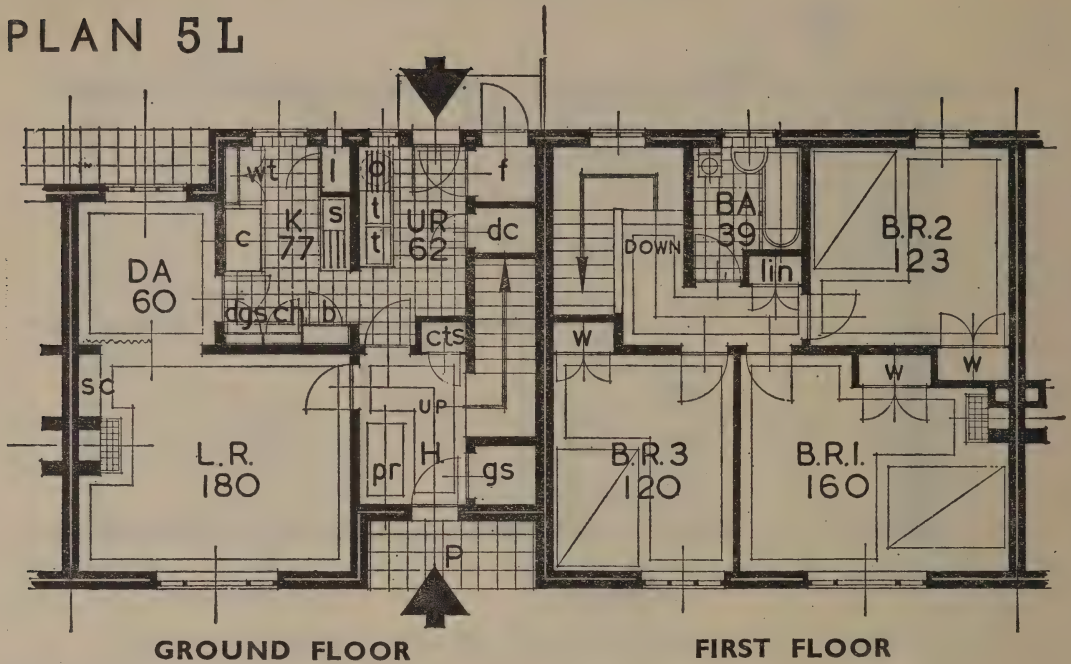 PLAN 5L
wt
l
o
f
K
77
s
t
UR
62
t
c
dc
DA
60
dgs
ch
b
cts
sc
UP
L.R.
180
pr
H
gs
P
GROUND FLOOR
BA.
39
DOWN
lin
B.R.2
123
w
w
w
B.R.3
120
B.R.1.
160
FIRST FLOOR